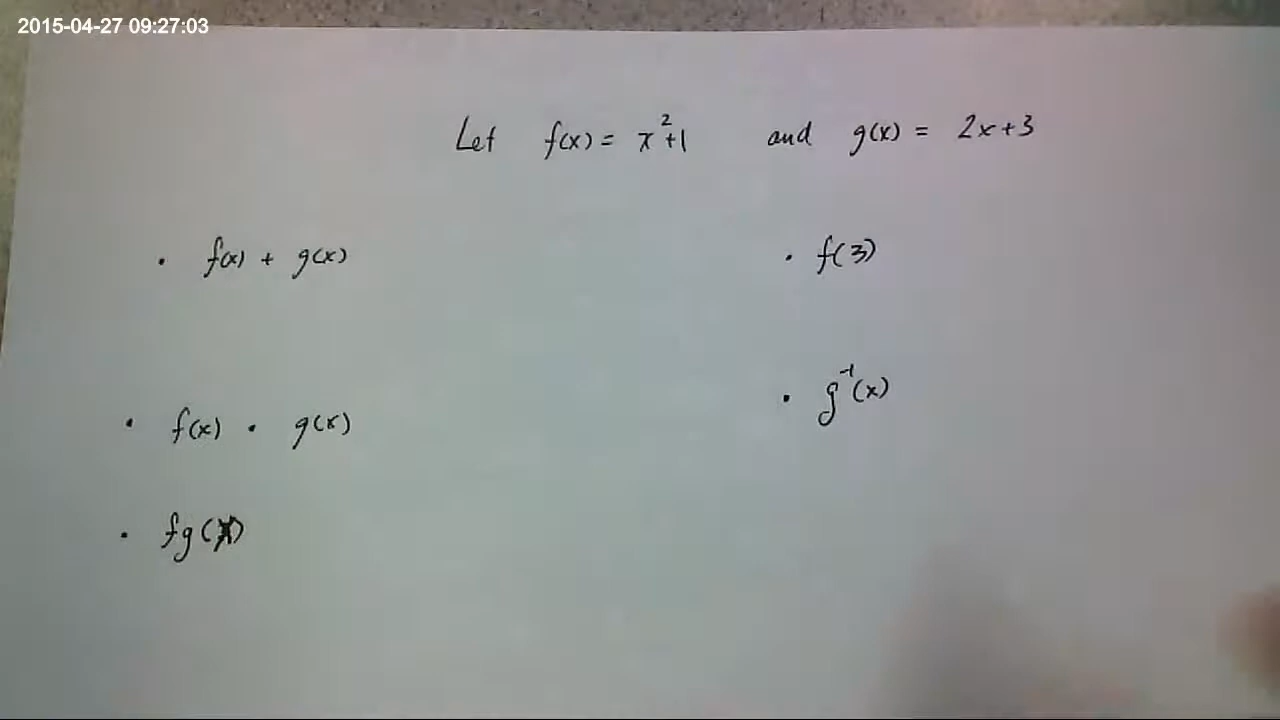 2015-04-27 09:27:03
Let f(x) = x²+1 and g(x) = 2x+3
• f(x) + g(x)
• f(3)
• g⁻¹(x)
• f(x) • g(x)
• fg(x)